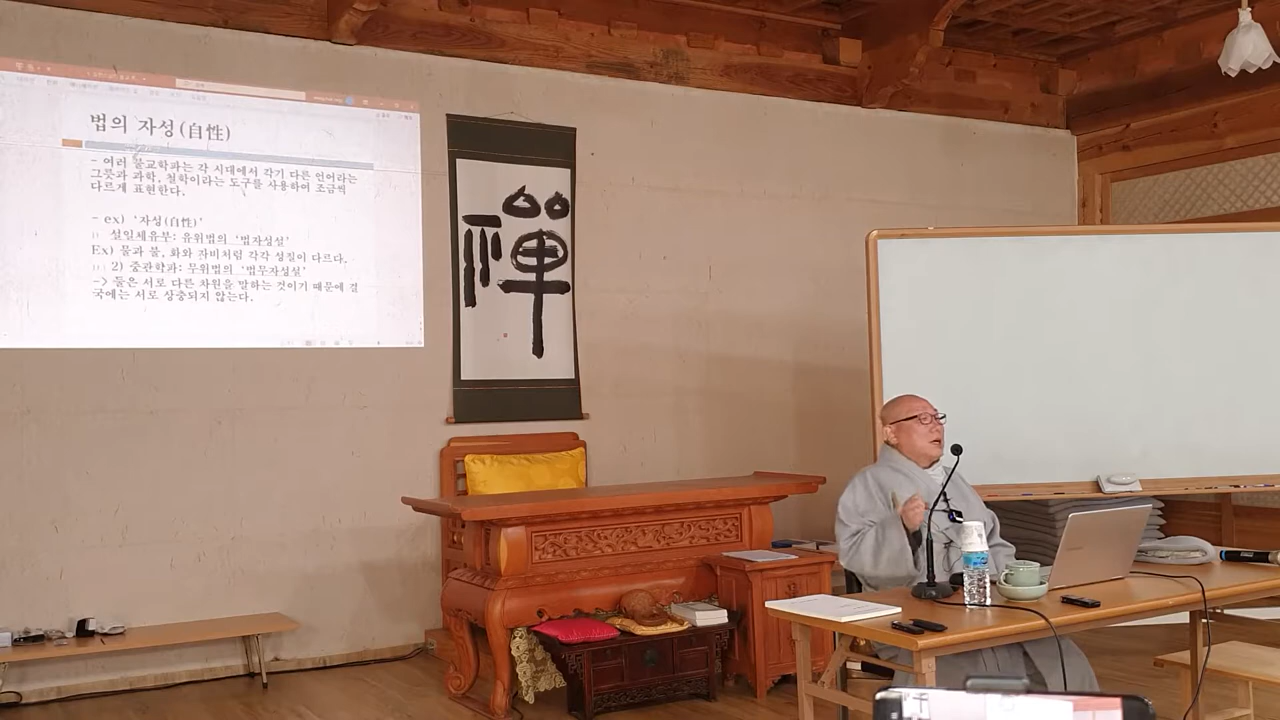 법의 자성(自性)
- 여러 불교학파는 각 시대에서 각기 다른 언어라는
그릇과 과학, 철학이라는 도구를 사용하여 조금씩
다르게 표현한다.
- ex) '자성(自性)'
설일체유부: 유위법의 '법자성설'
Ex) 물과 불, 화와 자비처럼 각각 성질이 다르다.
2) 중관학파: 무위법의 '법무자성설'
-> 둘은 서로 다른 차원을 말하는 것이기 때문에 결
국에는 서로 상충되지 않는다.
禪